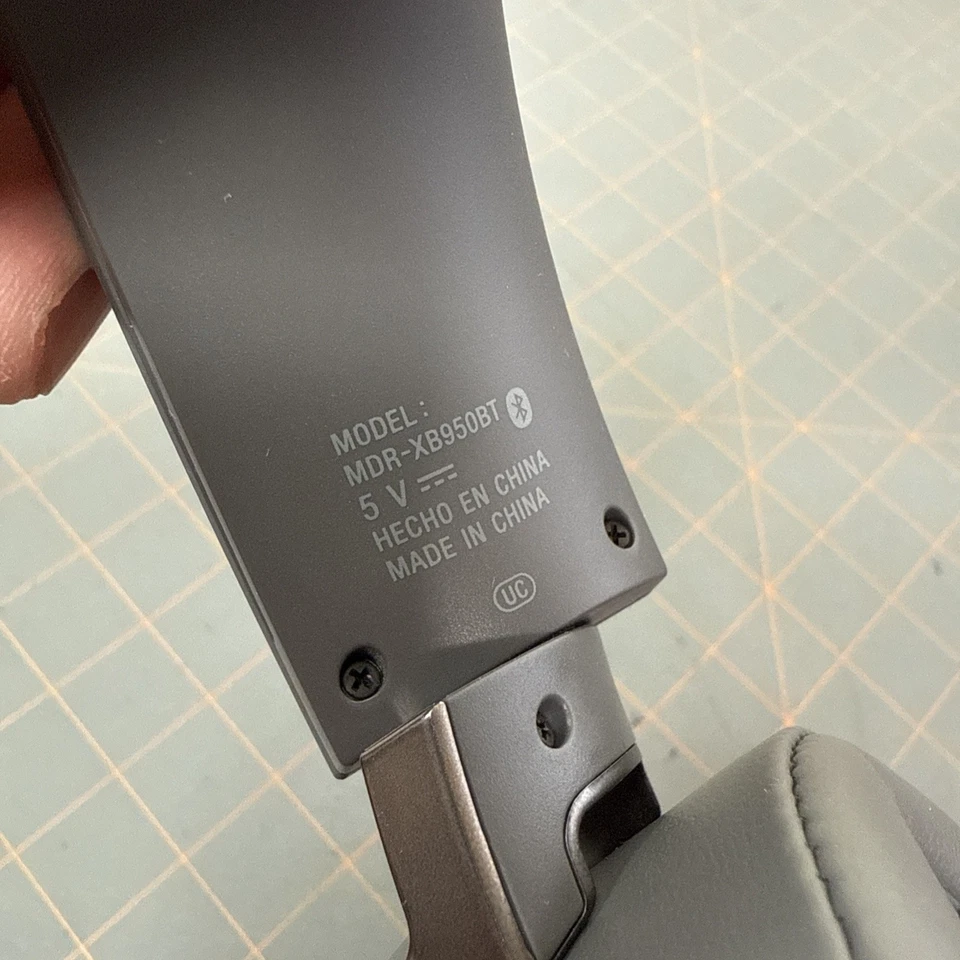 MODEL :
MDR-XB950BT
5 V ⎓
HECHO EN CHINA
MADE IN CHINA
UC